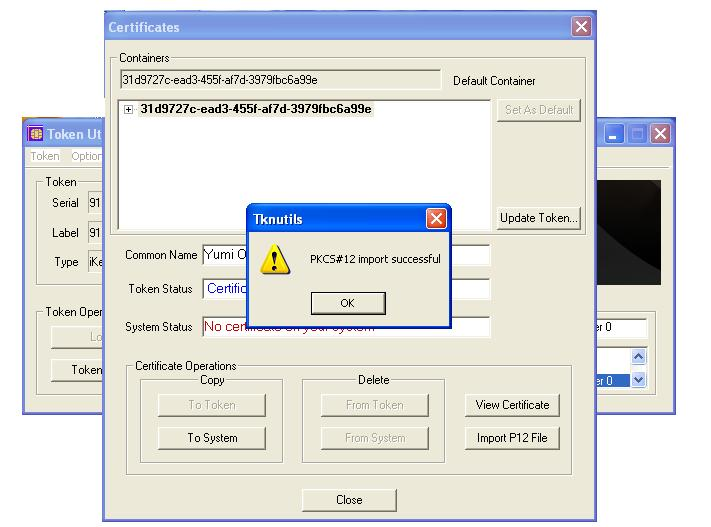 Certificates
Containers
31d9727c-ead3-455f-af7d-3979fbc6a99e
Default Container
31d9727c-ead3-455f-af7d-3979fbc6a99e
Set As Default
Update Token...
Token Ut
Token Option
Token
Serial 91
Label 91
Type iKe
Tknutils
PKCS#12 import successful
OK
Common Name Yumi O
Token Status Certific
System Status No certificate on your system
Token Oper
Lo
Token
er 0
er 0
Certificate Operations
Copy
To Token
To System
Delete
From Token
From System
View Certificate
Import P12 File
Close